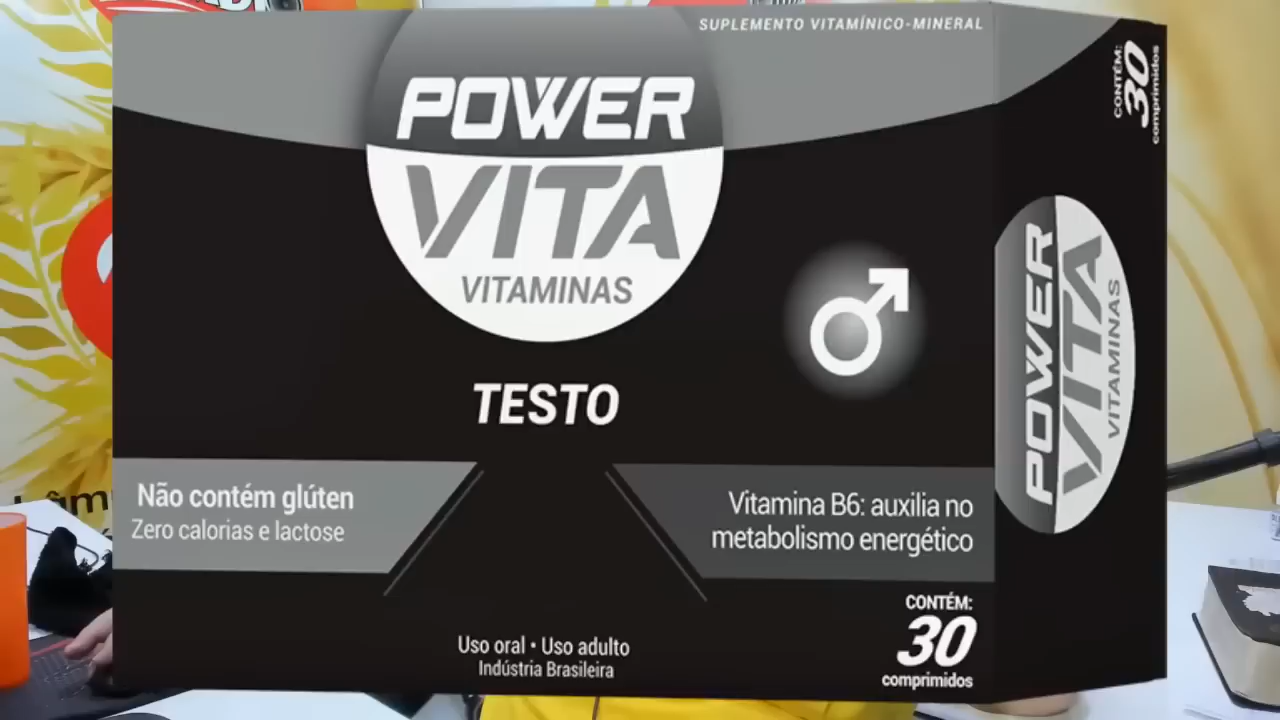 SUPLEMENTO VITAMÍNICO-MINERAL
POWER
VITA
VITAMINAS
TESTO
Não contém glúten
Zero calorias e lactose
Vitamina B6: auxilia no
metabolismo energético
CONTÉM:
30
comprimidos
Uso oral • Uso adulto
Indústria Brasileira
CONTÉM:
30
comprimidos
POWER
VITA
VITAMINAS